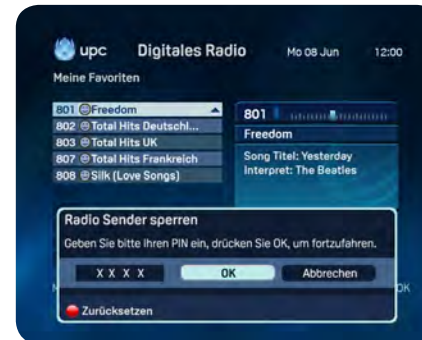 upc Digitales Radio Mo 08 Jun 12:00
Meine Favoriten
801 Freedom
802 Total Hits Deutschl...
803 Total Hits UK
807 Total Hits Frankreich
808 Silk (Love Songs)
801
Freedom
Song Titel: Yesterday
Interpret: The Beatles
Radio Sender sperren
Geben Sie bitte Ihren PIN ein, drücken Sie OK, um fortzufahren.
X X X X OK Abbrechen
Zurücksetzen